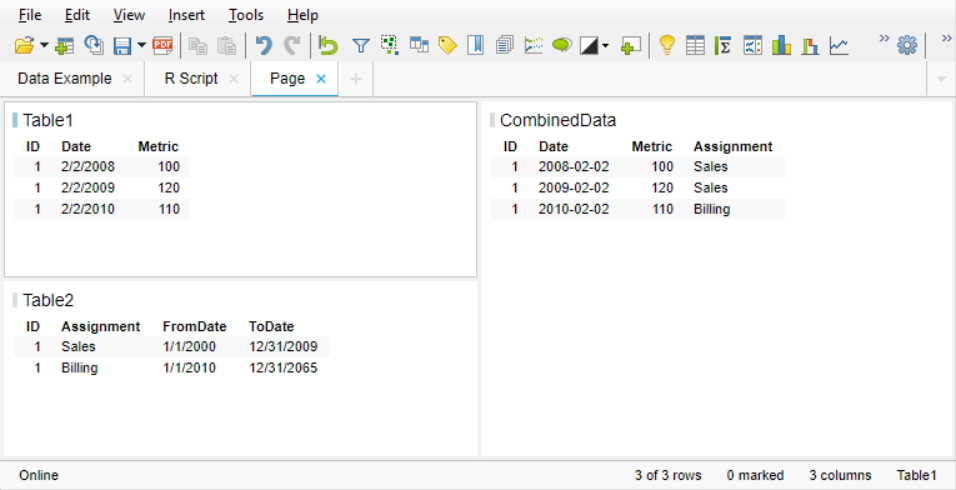 File Edit View Insert Tools Help
PDF
Data Example R Script Page
Table1
ID Date Metric
1 2/2/2008 100
1 2/2/2009 120
1 2/2/2010 110
CombinedData
ID Date Metric Assignment
1 2008-02-02 100 Sales
1 2009-02-02 120 Sales
1 2010-02-02 110 Billing
Table2
ID Assignment FromDate ToDate
1 Sales 1/1/2000 12/31/2009
1 Billing 1/1/2010 12/31/2065
Online 3 of 3 rows 0 marked 3 columns Table1